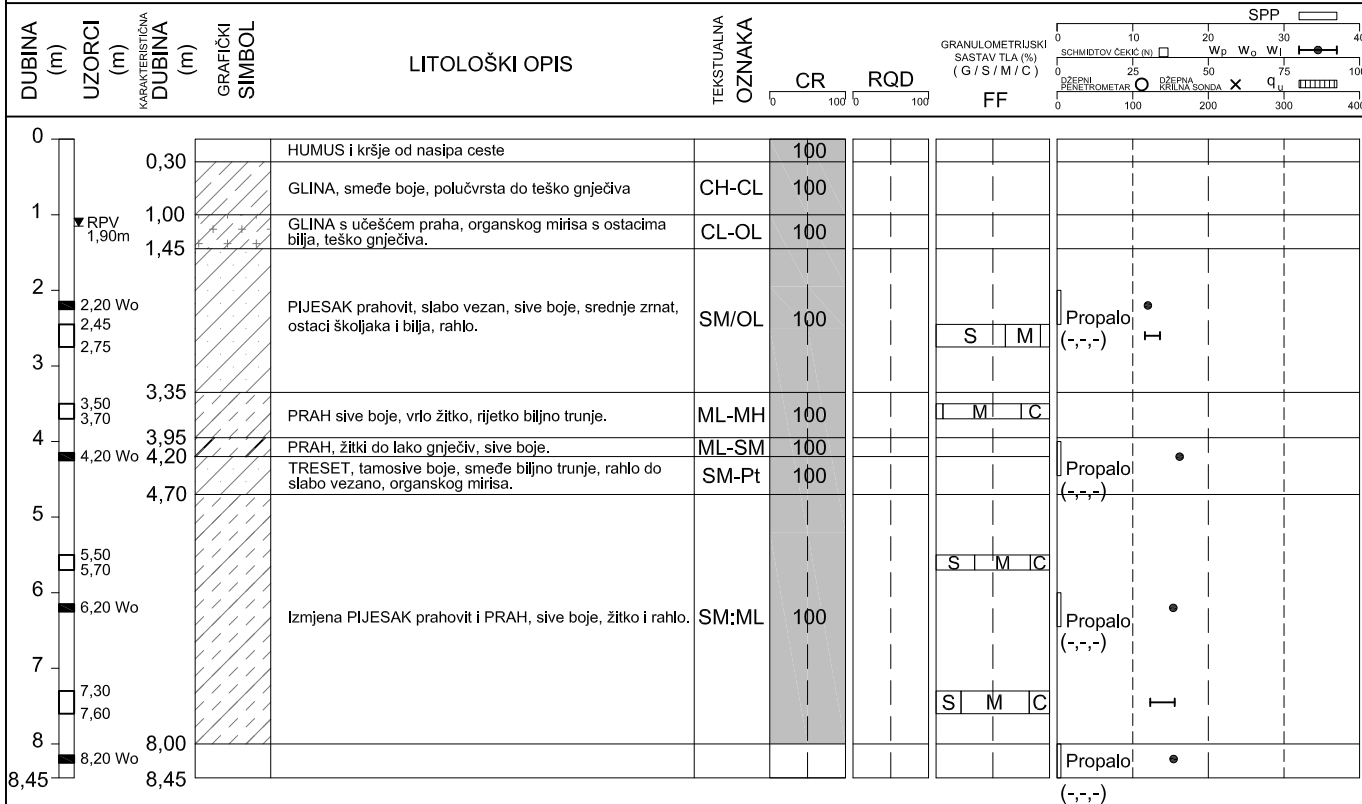 DUBINA (m)
UZORCI (m)
KARAKTERISTIČNA DUBINA (m)
GRAFIČKI SIMBOL
LITOLOŠKI OPIS
TEKSTUALNA OZNAKA
CR
0 100
RQD
0 100
GRANULOMETRIJSKI
SASTAV TLA (%)
( G / S / M / C )
FF
SPP
0 10 20 30 40
SCHMIDTOV ČEKIĆ (N) Wp Wo Wl
0 25 50 75 100
DŽEPNI PENETROMETAR DŽEPNA KRILNA SONDA qu
0 100 200 300 400
0
HUMUS i kršje od nasipa ceste 100
0,30
GLINA, smeđe boje, polučvrsta do teško gnječiva CH-CL 100
1 1,00
RPV
1,90m
GLINA s učešćem praha, organskog mirisa s ostacima
bilja, teško gnječiva. CL-OL 100
1,45
2
2,20 Wo
2,45
2,75
PIJESAK prahovit, slabo vezan, sive boje, srednje zrnat,
ostaci školjaka i bilja, rahlo. SM/OL 100
S M
Propalo
(-,-,-)
3
3.35
3,50
3,70
PRAH sive boje, vrlo žitko, rijetko biljno trunje. ML-MH 100
M C
4 3,95
PRAH, žitki do lako gnječiv, sive boje. ML-SM 100
4,20 Wo 4,20
TRESET, tamosive boje, smeđe biljno trunje, rahlo do
slabo vezano, organskog mirisa. SM-Pt 100
Propalo
(-,-,-)
4,70
5
5,50
5,70
S M C
6
6,20 Wo
Izmjena PIJESAK prahovit i PRAH, sive boje, žitko i rahlo. SM:ML 100
Propalo
(-,-,-)
7
7,30
7,60
S M C
8 8,00
8,20 Wo
Propalo
(-,-,-)
8,45 8,45